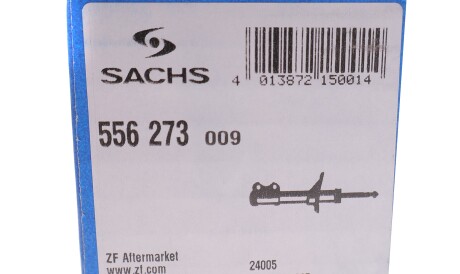 SACHS
4 013872 150014
556 273 009
ZF Aftermarket
www.zf.com
24005